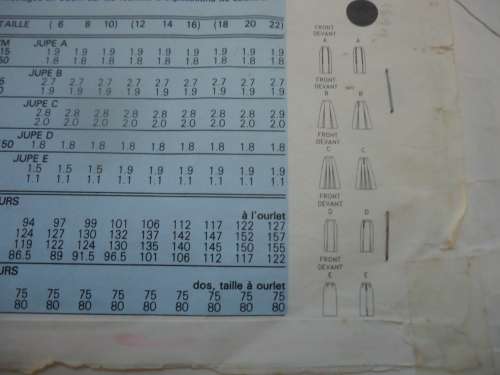 TAILLE (6 8 10) (12 14 16) (18 20 22)
JUPE A
15 1.9 1.9 1.9 1.9 1.9 1.9 1.9 1.9 1.9
50 1.8 1.8 1.8 1.8 1.8 1.8 1.8 1.8 1.8
JUPE B
2.7 2.7 2.7 2.7 2.7 2.7 2.7
1.9 1.9 1.9 1.9 1.9 1.9 1.9 1.9
JUPE C
2.8 2.8 2.8 2.8 2.8 2.8 2.8 2.8 2.9
2.0 2.0 2.0 2.0 2.0 2.0 2.0 2.0 2.0
JUPE D
150 1.8 1.8 1.8 1.8 1.8 1.8 1.8 1.8 1.8
JUPE E
1.5 1.5 1.5 1.9 1.9 1.9 1.9 1.9 1.9
1.1 1.1 1.1 1.1 1.1 1.1 1.1 1.1 1.1
URS à l'ourlet
94 97 99 101 106 112 117 122 127
124 127 130 132 137 142 147 152 157
119 122 124 130 135 140 145 150 155
86.5 89 91.5 96.5 101 106 112 117 122
URS dos, taille à ourlet
75 75 75 75 75 75 75 75 75
80 80 80 80 80 80 80 80 80
FRONT
DEVANT
A A
FRONT
DEVANT
B B
FRONT
DEVANT
C C
FRONT
DEVANT
D D
FRONT
DEVANT
E E